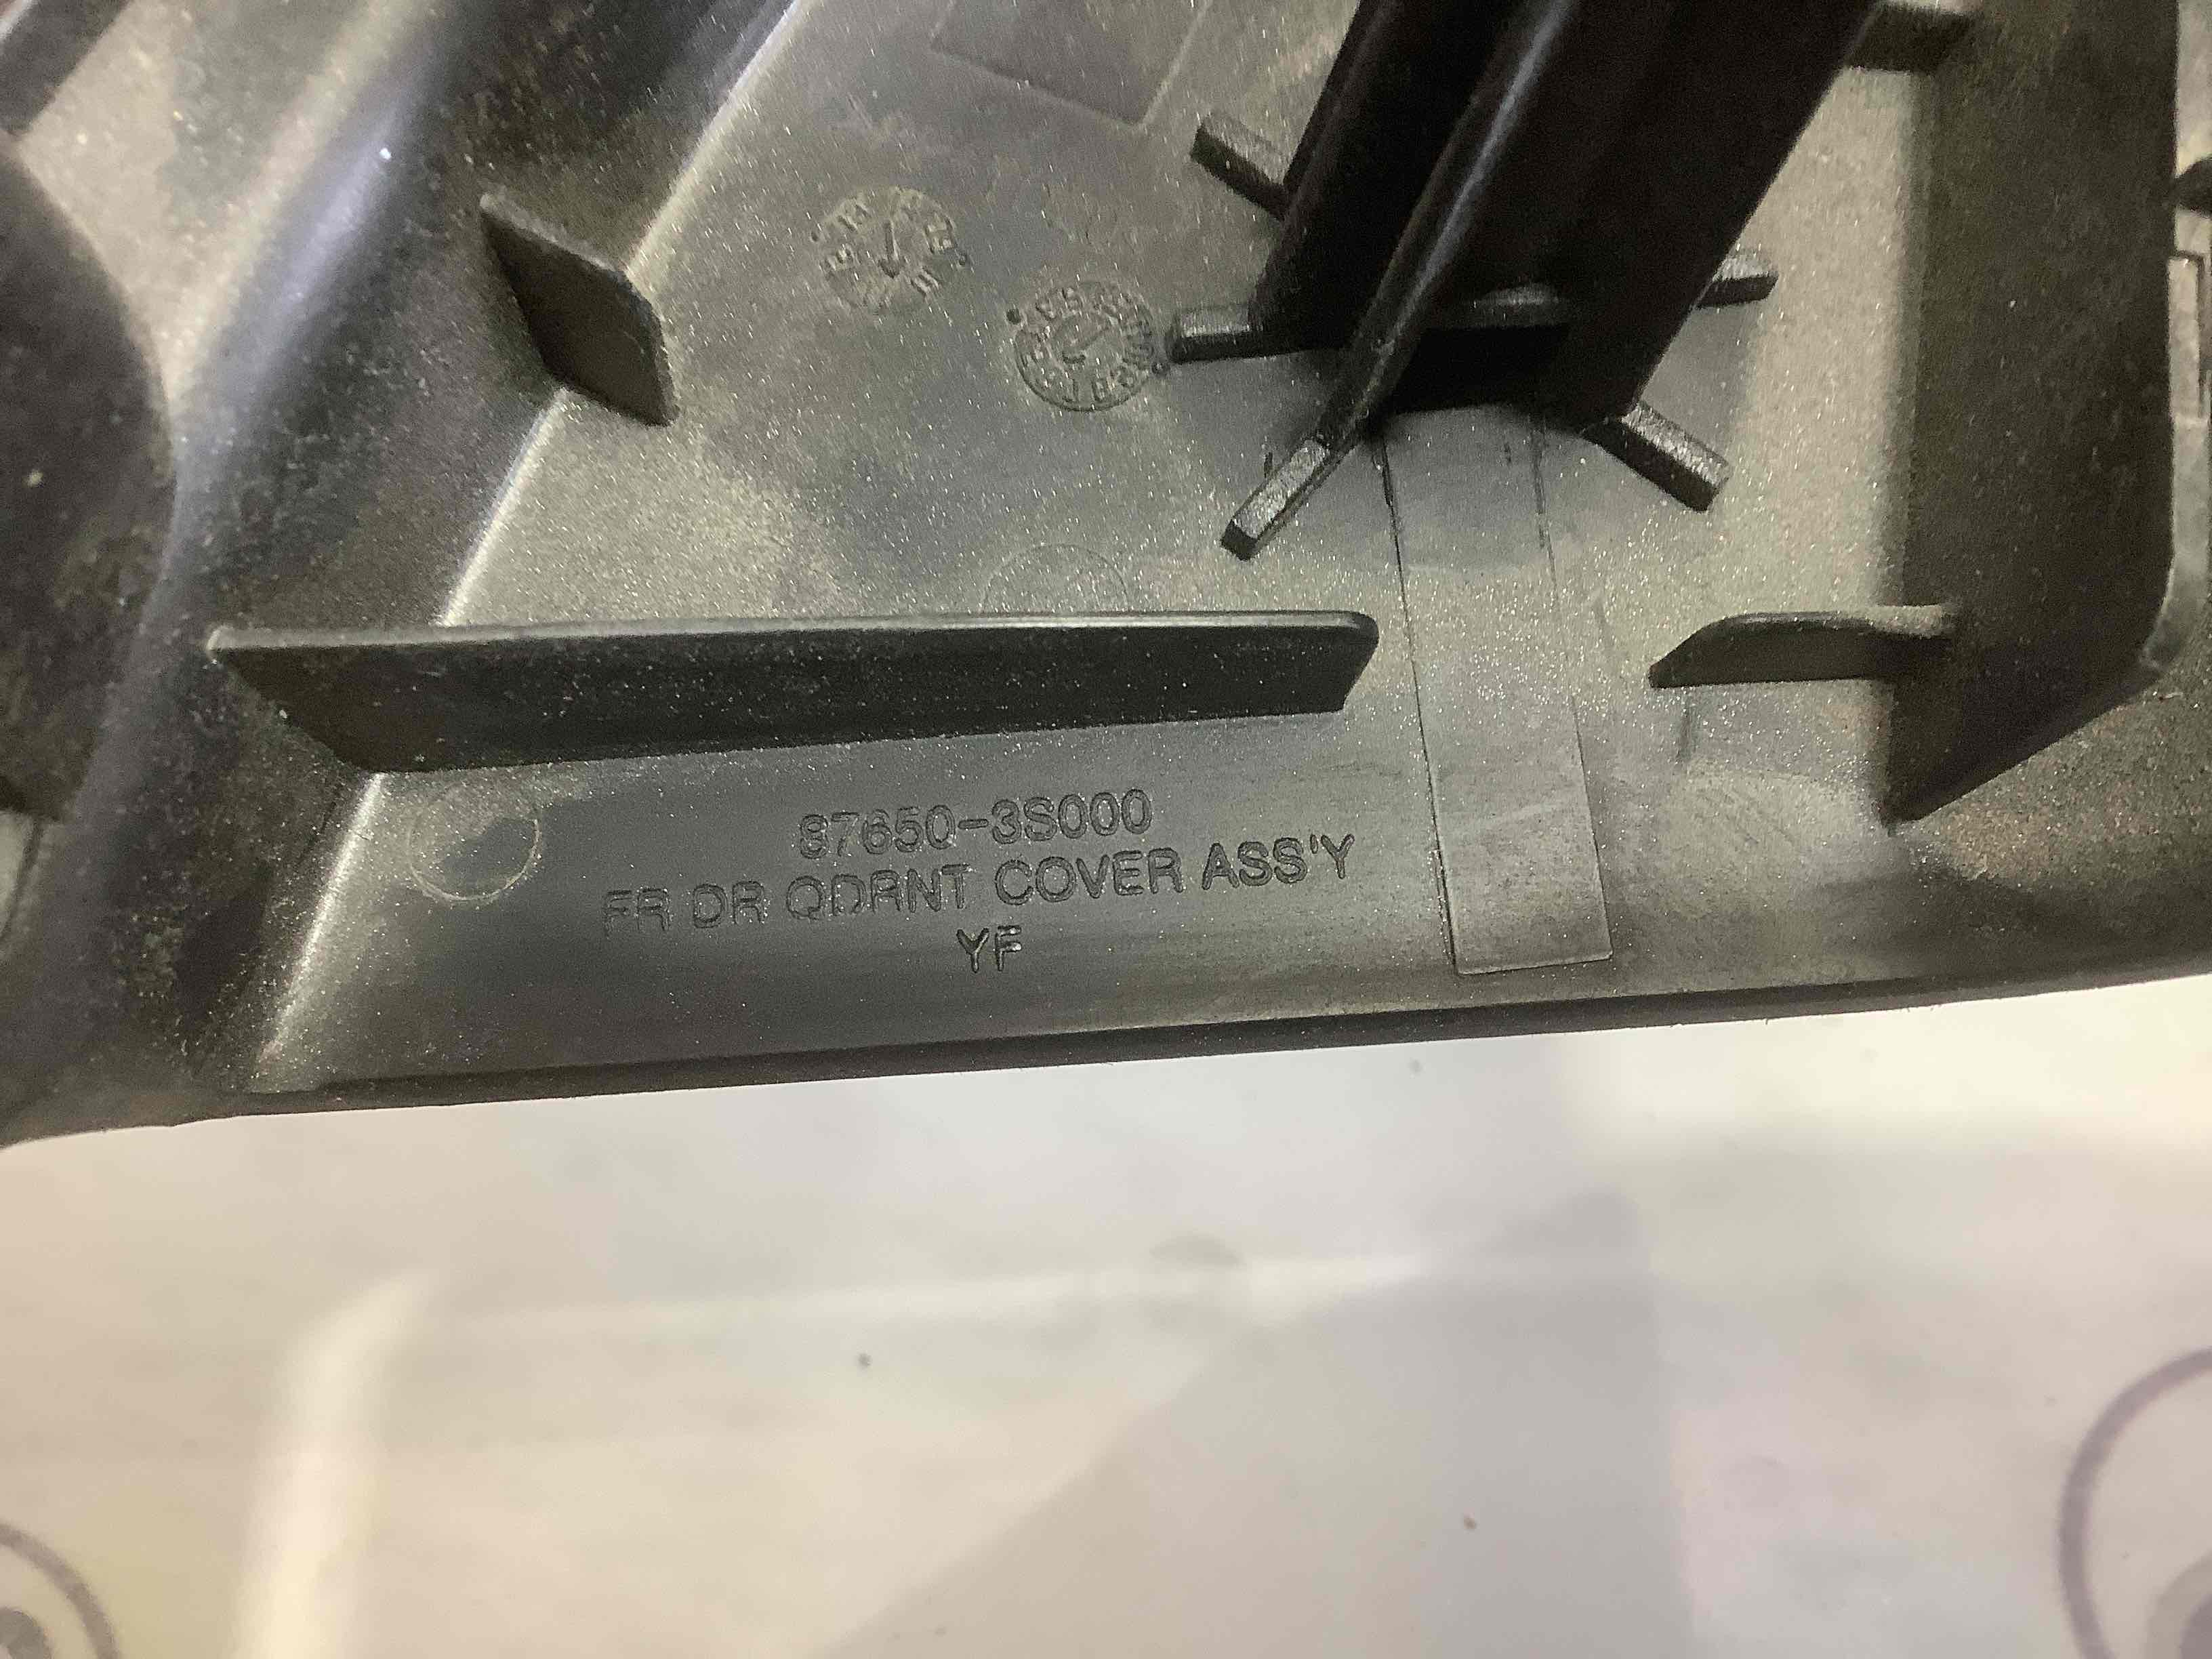 87650-3S000
FR DR QDRNT COVER ASS'Y
YF